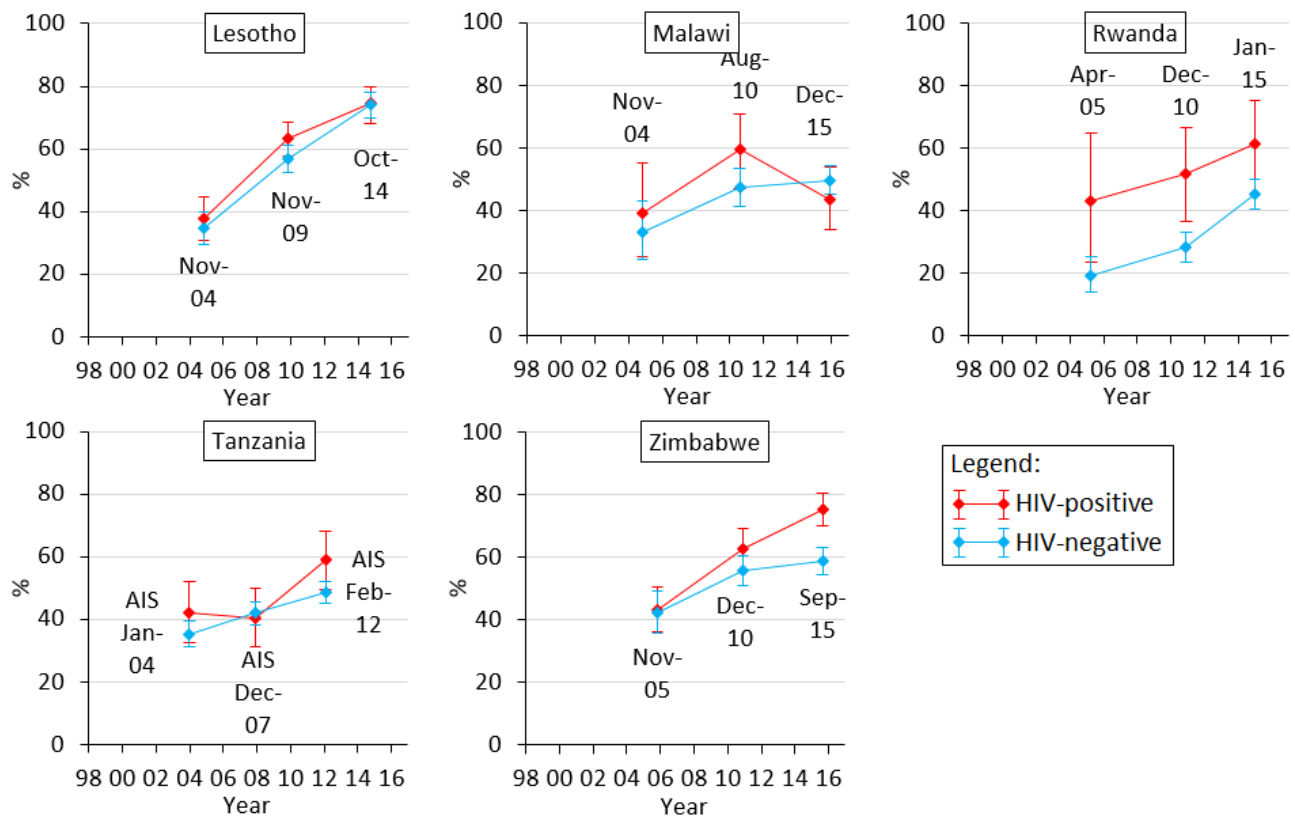 Lesotho
100
80
60
40
20
0
%
Nov-
04
Nov-
09
Oct-
14
98 00 02 04 06 08 10 12 14 16
Year
Malawi
100
80
60
40
20
0
%
Nov-
04
Aug-
10
Dec-
15
98 00 02 04 06 08 10 12 14 16
Year
Rwanda
100
80
60
40
20
0
%
Apr-
05
Dec-
10
Jan-
15
98 00 02 04 06 08 10 12 14 16
Year
Tanzania
100
80
60
40
20
0
%
AIS
Jan-
04
AIS
Dec-
07
AIS
Feb-
12
98 00 02 04 06 08 10 12 14 16
Year
Zimbabwe
100
80
60
40
20
0
%
Nov-
05
Dec-
10
Sep-
15
98 00 02 04 06 08 10 12 14 16
Year
Legend:
HIV-positive
HIV-negative